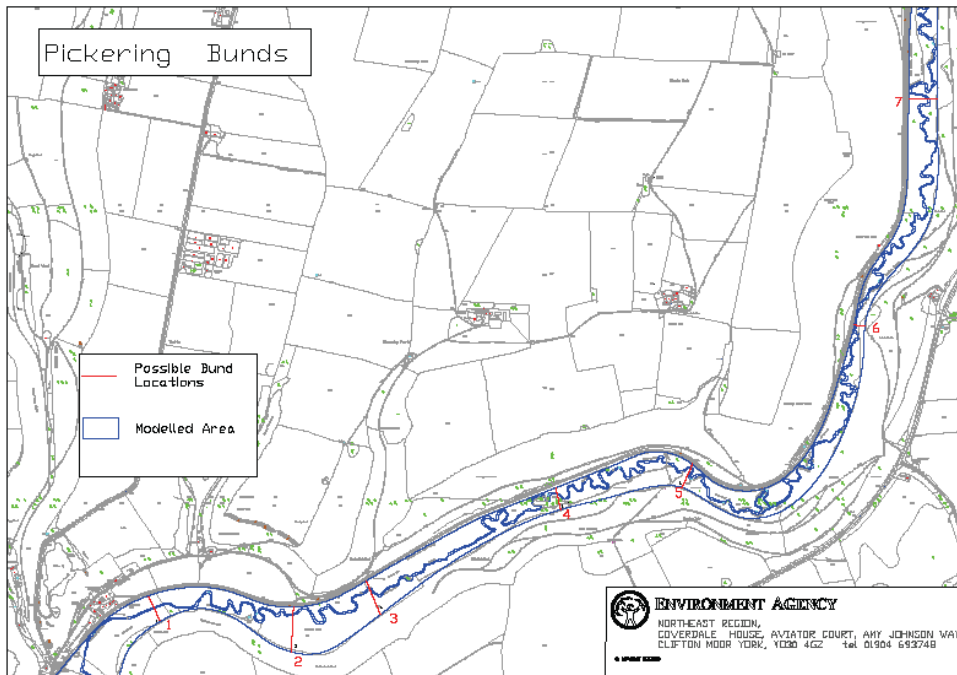 Pickering Bunds
7
6
Possible Bund
Locations
Modelled Area
5
4
1
3
2
ENVIRONMENT AGENCY
NORTHEAST REGION,
COVERDALE HOUSE, AVIATOR COURT, AMY JOHNSON WAY
CLIFTON MOOR YORK, YO30 4GZ tel 01904 693748